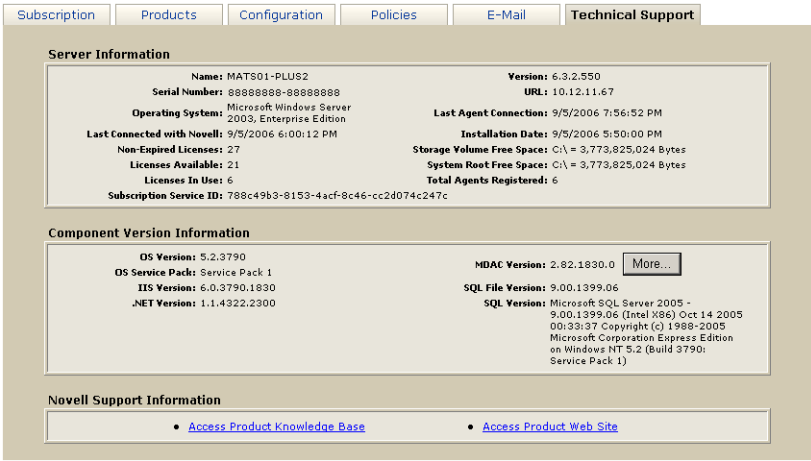 Subscription Products Configuration Policies E-Mail Technical Support
Server Information
Name: MATS01-PLUS2 Version: 6.3.2.550
Serial Number: 88888888-88888888 URL: 10.12.11.67
Operating System: Microsoft Windows Server
2003, Enterprise Edition Last Agent Connection: 9/5/2006 7:56:52 PM
Last Connected with Novell: 9/5/2006 6:00:12 PM Installation Date: 9/5/2006 5:50:00 PM
Non-Expired Licenses: 27 Storage Volume Free Space: C:\ = 3,773,825,024 Bytes
Licenses Available: 21 System Root Free Space: C:\ = 3,773,825,024 Bytes
Licenses In Use: 6 Total Agents Registered: 6
Subscription Service ID: 788c49b3-8153-4acf-8c46-cc2d074c247c
Component Version Information
OS Version: 5.2.3790 MDAC Version: 2.82.1830.0 More...
OS Service Pack: Service Pack 1
IIS Version: 6.0.3790.1830 SQL File Version: 9.00.1399.06
.NET Version: 1.1.4322.2300 SQL Version: Microsoft SQL Server 2005 -
9.00.1399.06 (Intel X86) Oct 14 2005
00:33:37 Copyright (c) 1988-2005
Microsoft Corporation Express Edition
on Windows NT 5.2 (Build 3790:
Service Pack 1)
Novell Support Information
• Access Product Knowledge Base • Access Product Web Site